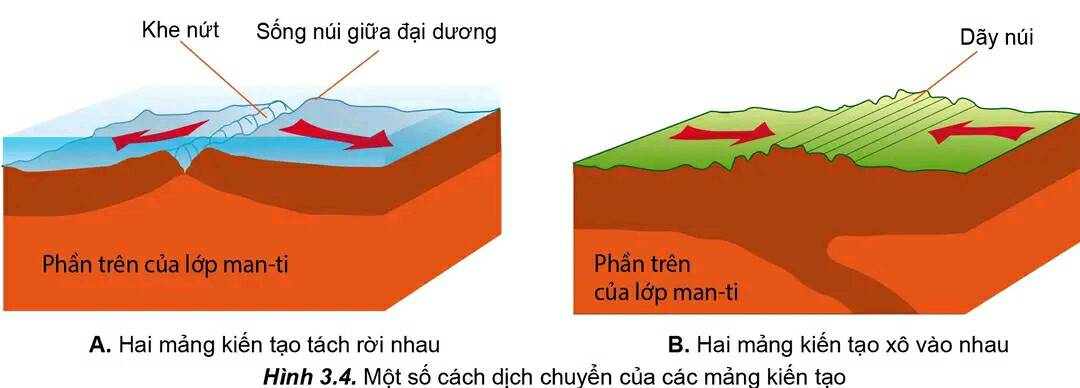 Khe nứt
Sống núi giữa đại dương
Phần trên của lớp man-ti
A. Hai mảng kiến tạo tách rời nhau
Dãy núi
Phần trên
của lớp man-ti
B. Hai mảng kiến tạo xô vào nhau
Hình 3.4. Một số cách dịch chuyển của các mảng kiến tạo